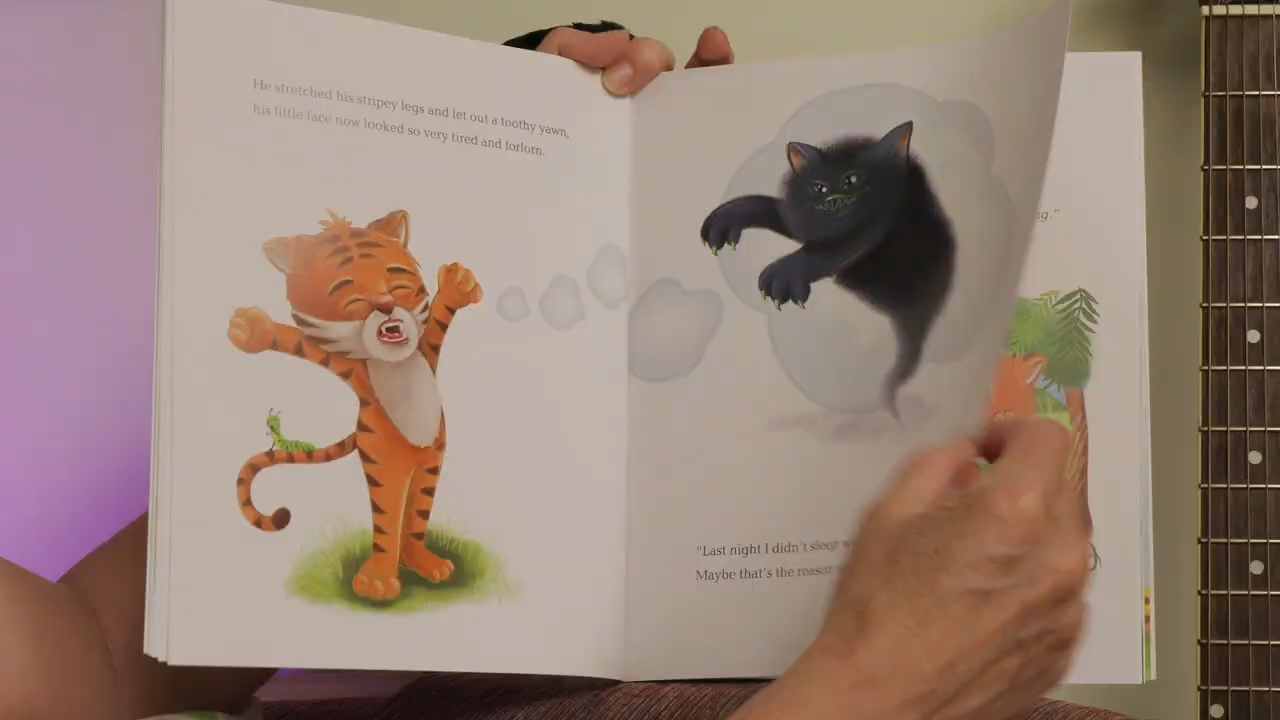 He stretched his stripey legs and let out a toothy yawn,
his little face now looked so very tired and forlorn.
"Last night I didn't sleep
Maybe that's the reason